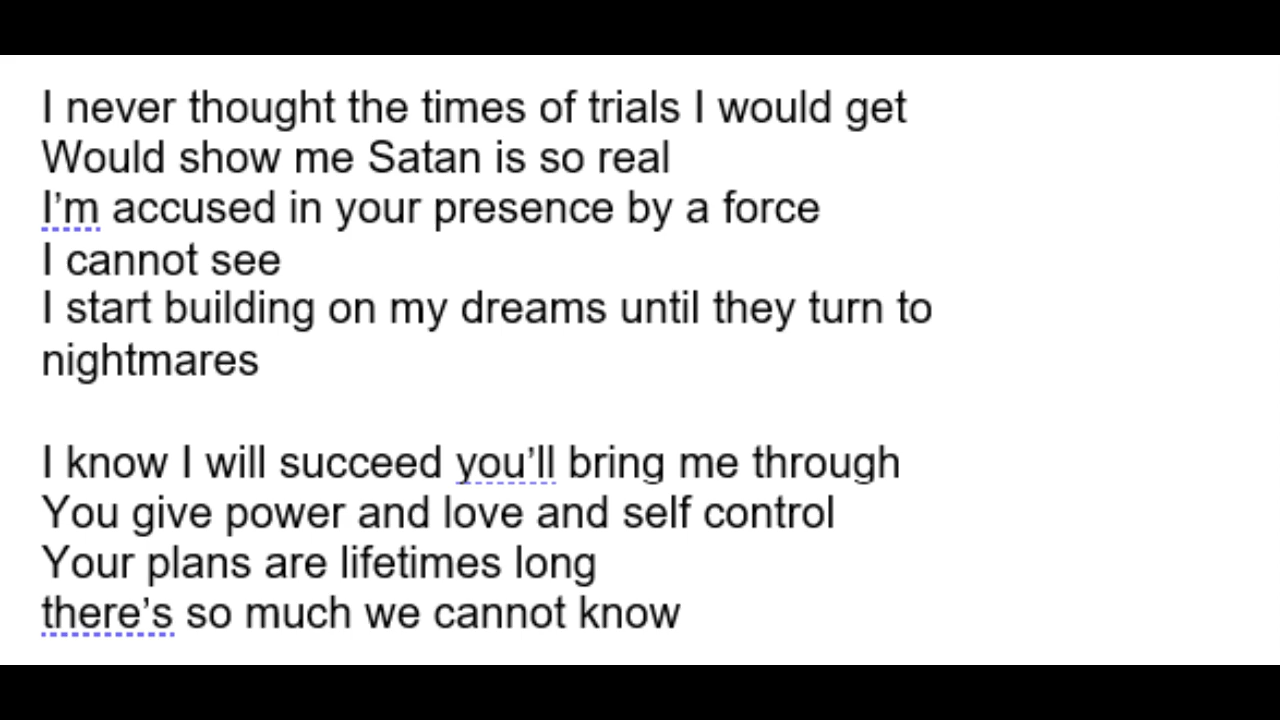 I never thought the times of trials I would get
Would show me Satan is so real
I’m accused in your presence by a force
I cannot see
I start building on my dreams until they turn to
nightmares
I know I will succeed you’ll bring me through
You give power and love and self control
Your plans are lifetimes long
there’s so much we cannot know